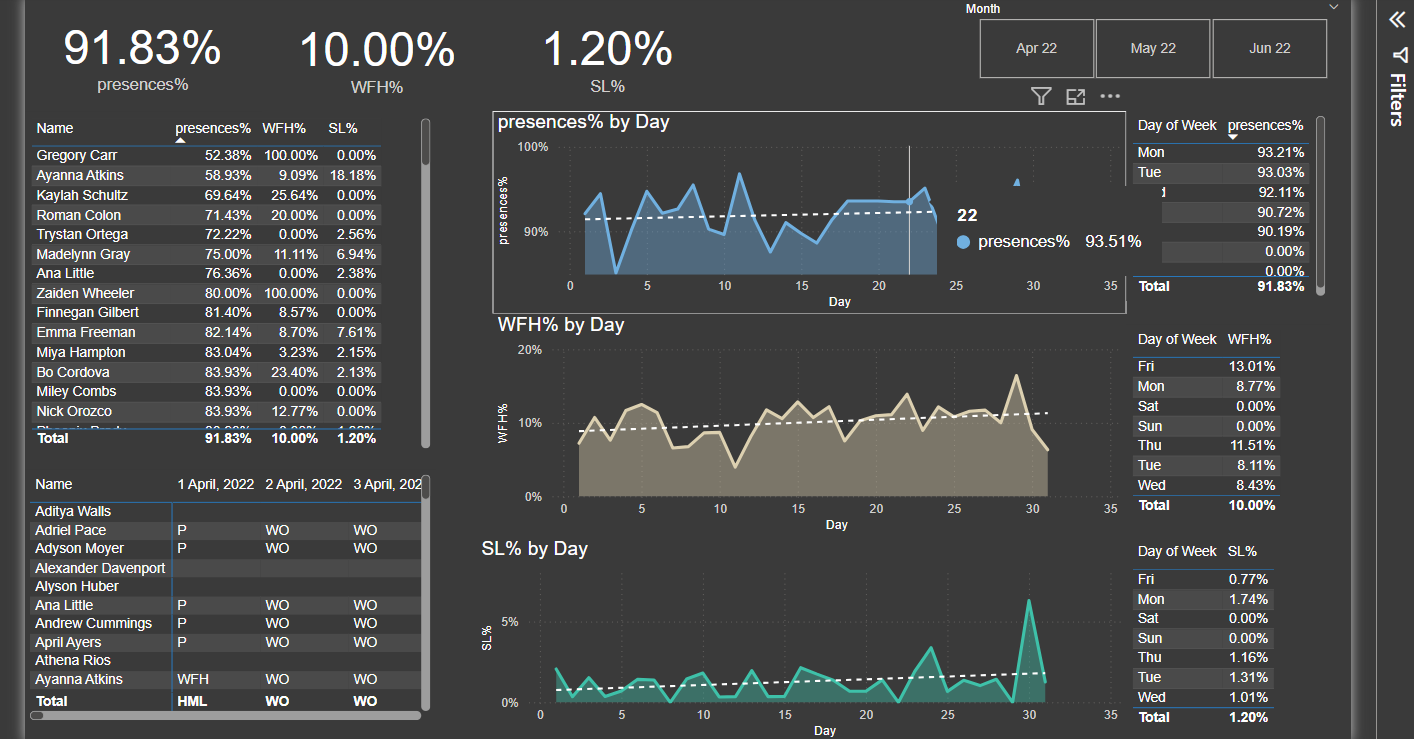 Month
91.83%
presences%
10.00%
WFH%
1.20%
SL%
Apr 22
May 22
Jun 22
Filters
Name presences% WFH% SL%
Gregory Carr 52.38% 100.00% 0.00%
Ayanna Atkins 58.93% 9.09% 18.18%
Kaylah Schultz 69.64% 25.64% 0.00%
Roman Colon 71.43% 20.00% 0.00%
Trystan Ortega 72.22% 0.00% 2.56%
Madelynn Gray 75.00% 11.11% 6.94%
Ana Little 76.36% 0.00% 2.38%
Zaiden Wheeler 80.00% 100.00% 0.00%
Finnegan Gilbert 81.40% 8.57% 0.00%
Emma Freeman 82.14% 8.70% 7.61%
Miya Hampton 83.04% 3.23% 2.15%
Bo Cordova 83.93% 23.40% 2.13%
Miley Combs 83.93% 0.00% 0.00%
Nick Orozco 83.93% 12.77% 0.00%
Total 91.83% 10.00% 1.20%
presences% by Day
100%
90%
presences%
0 5 10 15 20 25 30 35
Day
22
presences% 93.51%
Day of Week presences%
Mon 93.21%
Tue 93.03%
92.11%
90.72%
90.19%
0.00%
0.00%
Total 91.83%
WFH% by Day
20%
10%
0%
WFH%
0 5 10 15 20 25 30 35
Day
Day of Week WFH%
Fri 13.01%
Mon 8.77%
Sat 0.00%
Sun 0.00%
Thu 11.51%
Tue 8.11%
Wed 8.43%
Total 10.00%
Name 1 April, 2022 2 April, 2022 3 April, 202
Aditya Walls
Adriel Pace P WO WO
Adyson Moyer P WO WO
Alexander Davenport
Alyson Huber
Ana Little P WO WO
Andrew Cummings P WO WO
April Ayers P WO WO
Athena Rios
Ayanna Atkins WFH WO WO
Total HML WO WO
SL% by Day
5%
0%
SL%
0 5 10 15 20 25 30 35
Day
Day of Week SL%
Fri 0.77%
Mon 1.74%
Sat 0.00%
Sun 0.00%
Thu 1.16%
Tue 1.31%
Wed 1.01%
Total 1.20%